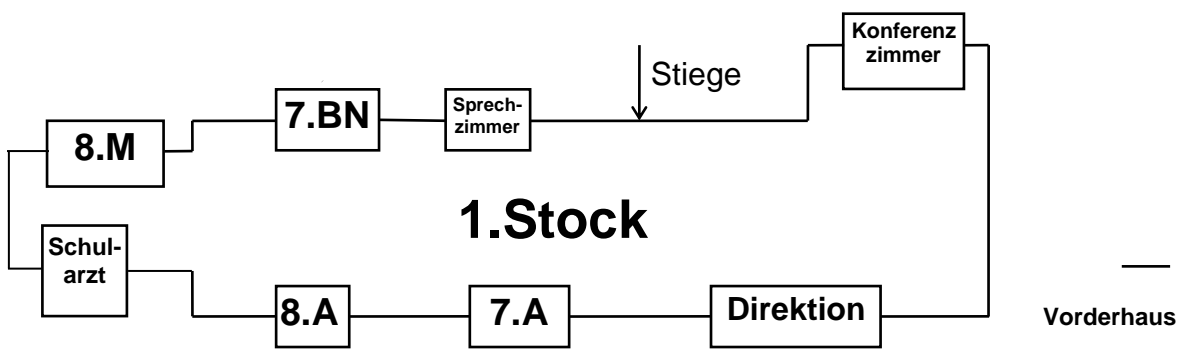 Konferenz
zimmer
Stiege
7.BN
Sprech-
zimmer
8.M
1.Stock
Schul-
arzt
8.A
7.A
Direktion
Vorderhaus